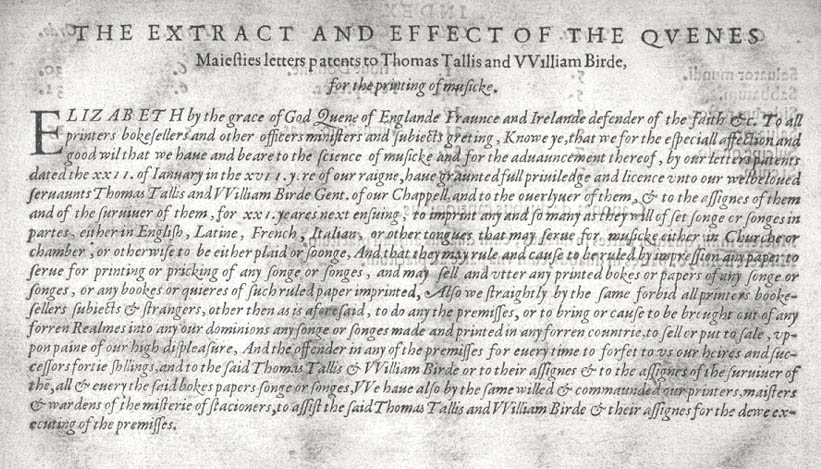 THE EXTRACT AND EFFECT OF THE QVENES
Maieſties letters patents to Thomas Tallis and VVilliam Birde,
for the printing of muſicke.
ELIZABETH by the grace of God Quene of Englande Fraunce and Irelande defender of the faith &c. To all
printers bokeſellers and other officers miniſters and ſubiects greting, Knowe ye, that we for the eſpeciall affection and
good wil that we haue and beare to the ſcience of muſicke and for the aduauncement thereof, by our letters patents
dated the XXII. of Ianuary in the XVII. y:re of our raigne, haue graunted full priuiledge and licence vnto our welbeloued
ſeruaunts Thomas Tallis and VVilliam Birde Gent. of our Chappell, and to the ouerlyuer of them, & to the aſſignes of them
and of the ſuruiuer of them, for XXI. yeares next enſuing, to imprint any and ſo many as they will of ſet ſonge or ſonges in
partes, either in Engliſh, Latine, French, Italian, or other tongues that may ſerue for muſicke either in Churche or
chamber, or otherwiſe to be either plaid or ſoonge, And that they may rule and cauſe to be ruled by impreſſion any paper to
ſerue for printing or pricking of any ſonge or ſonges, and may ſell and vtter any printed bokes or papers of any ſonge or
ſonges, or any bookes or quieres of ſuch ruled paper imprinted, Alſo we ſtraightly by the ſame forbid all printers booke-
ſellers ſubiects & ſtrangers, other then as is aforeſaid, to do any the premiſſes, or to bring or cauſe to be brought out of any
forren Realmes into any our dominions any ſonge or ſonges made and printed in any forren countrie, to ſell or put to ſale, vp-
pon paine of our high diſpleaſure, And the offender in any of the premiſſes for euery time to forfet to vs our heires and ſuc-
ceſſors fortie ſhillings, and to the ſaid Thomas Tallis & VVilliam Birde or to their aſſignes & to the aſſignes of the ſuruiuer of
the, all & euery the ſaid bokes papers ſonge or ſonges, VVe haue alſo by the ſame willed & commaunded our printers, maiſters
& wardens of the miſterie of ſtacioners, to aſſiſt the ſaid Thomas Tallis and VVilliam Birde & their aſſignes for the dewe ex-
ecuting of the premiſſes.